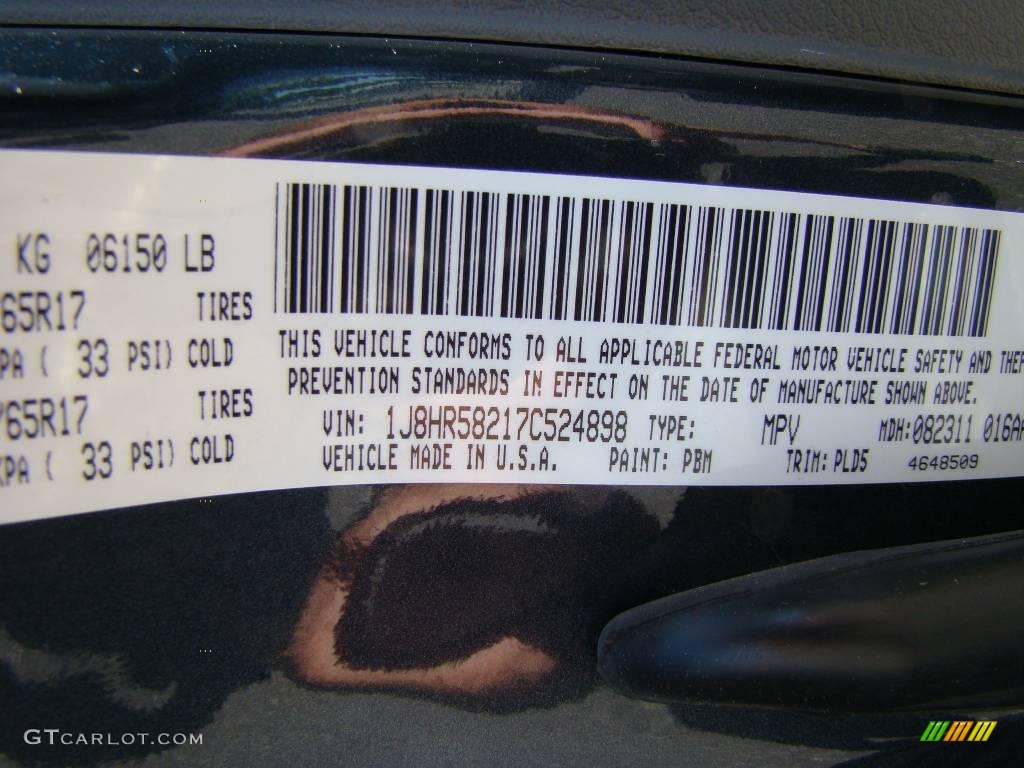 KG 06150 LB
65R17 TIRES
PA ( 33 PSI) COLD
65R17 TIRES
KPA ( 33 PSI) COLD
THIS VEHICLE CONFORMS TO ALL APPLICABLE FEDERAL MOTOR VEHICLE SAFETY AND THEF
PREVENTION STANDARDS IN EFFECT ON THE DATE OF MANUFACTURE SHOWN ABOVE.
VIN: 1J8HR58217C524898 TYPE: MPV MDH: 082311 016A
VEHICLE MADE IN U.S.A. PAINT: PBM TRIM: PLD5 4648509
GTCARLOT.COM